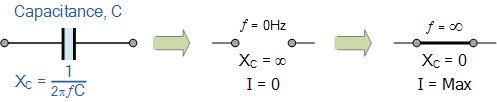 Capacitance, C
X_C = 1 / 2πƒC
ƒ = 0Hz
X_C = ∞
I = 0
ƒ = ∞
X_C = 0
I = Max